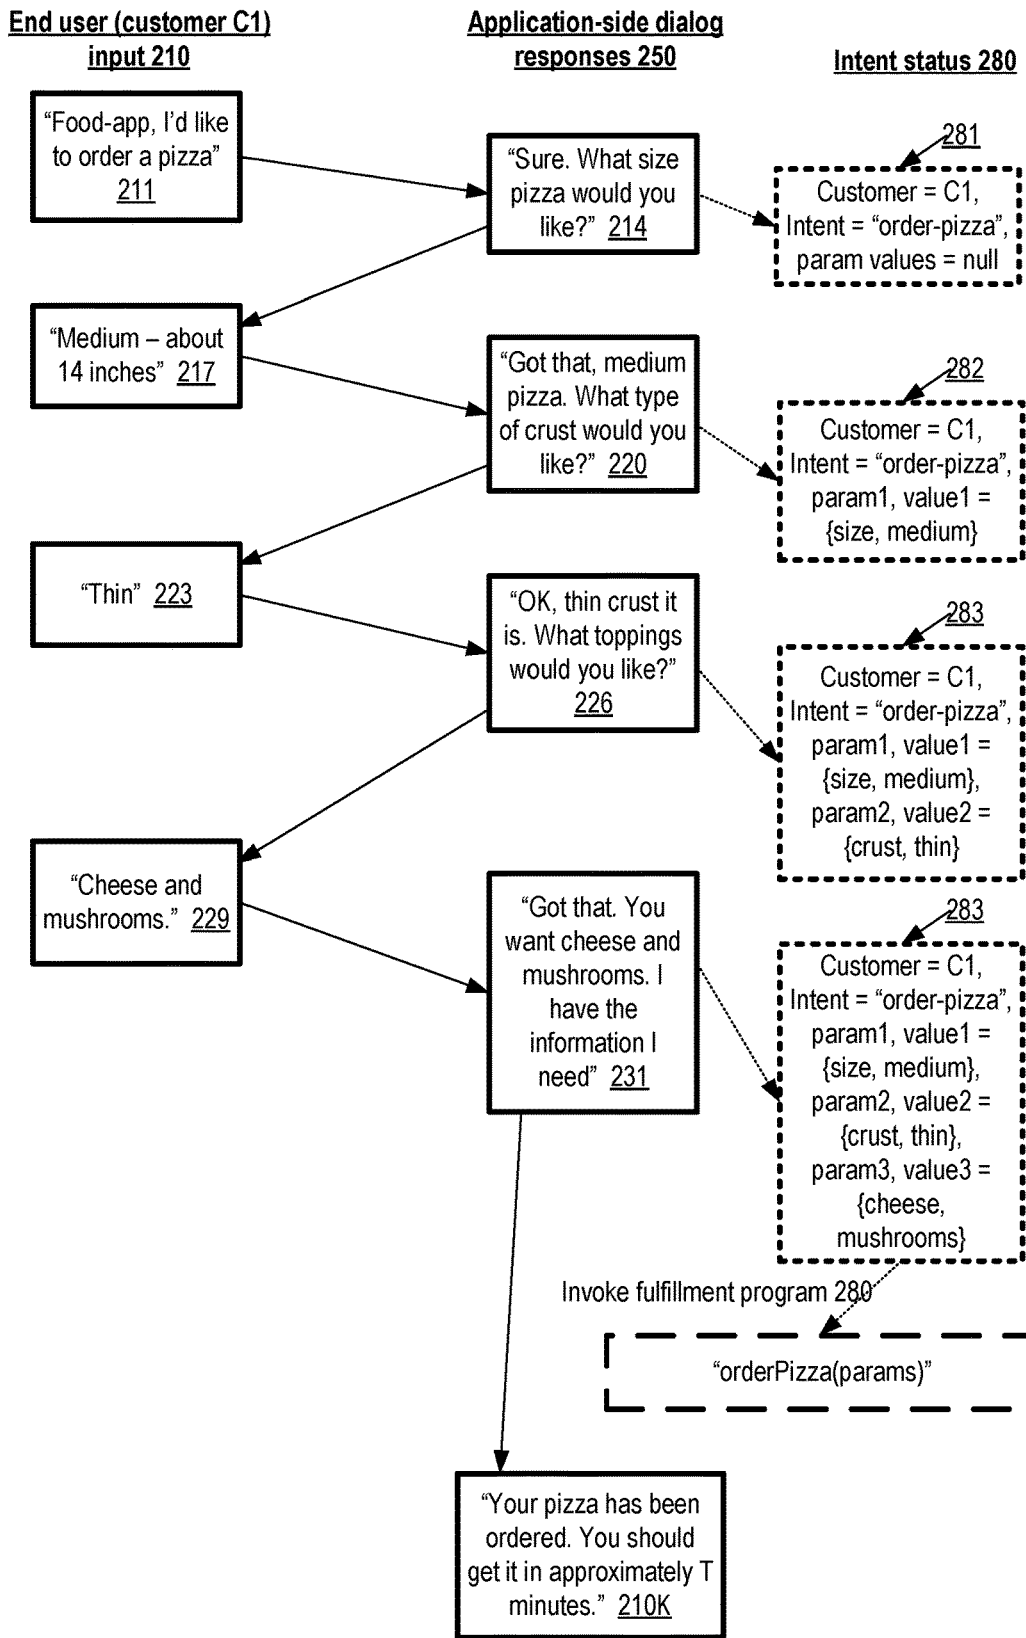 End user (customer C1)
input 210
Application-side dialog
responses 250
Intent status 280
“Food-app, I’d like
to order a pizza”
211
“Sure. What size
pizza would you
like?” 214
281
Customer = C1,
Intent = “order-pizza”,
param values = null
“Medium – about
14 inches” 217
“Got that, medium
pizza. What type
of crust would you
like?” 220
282
Customer = C1,
Intent = “order-pizza”,
param1, value1 =
{size, medium}
“Thin” 223
“OK, thin crust it
is. What toppings
would you like?”
226
283
Customer = C1,
Intent = “order-pizza”,
param1, value1 =
{size, medium},
param2, value2 =
{crust, thin}
“Cheese and
mushrooms.” 229
“Got that. You
want cheese and
mushrooms. I
have the
information I
need” 231
283
Customer = C1,
Intent = “order-pizza”,
param1, value1 =
{size, medium},
param2, value2 =
{crust, thin},
param3, value3 =
{cheese,
mushrooms}
Invoke fulfillment program 280
“orderPizza(params)”
“Your pizza has been
ordered. You should
get it in approximately T
minutes.” 210K